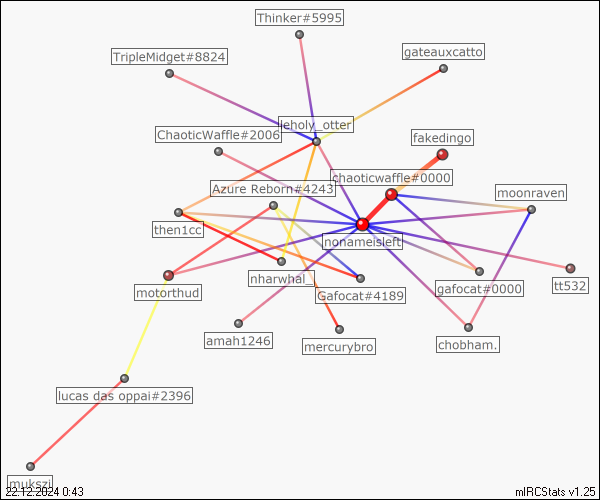 Thinker#5995
gateauxcatto
TripleMidget#8824
leholy_otter
ChaoticWaffle#2006
fakedingo
chaoticwaffle#0000
Azure Reborn#4243
moonraven
then1cc
nonameisleft
nharwhal_
motorthud
Gafocat#4189
gafocat#0000
tt532
amah1246
mercurybro
chobham.
lucas das oppai#2396
mukszi
22.12.2024 0:43
mIRCStats v1.25